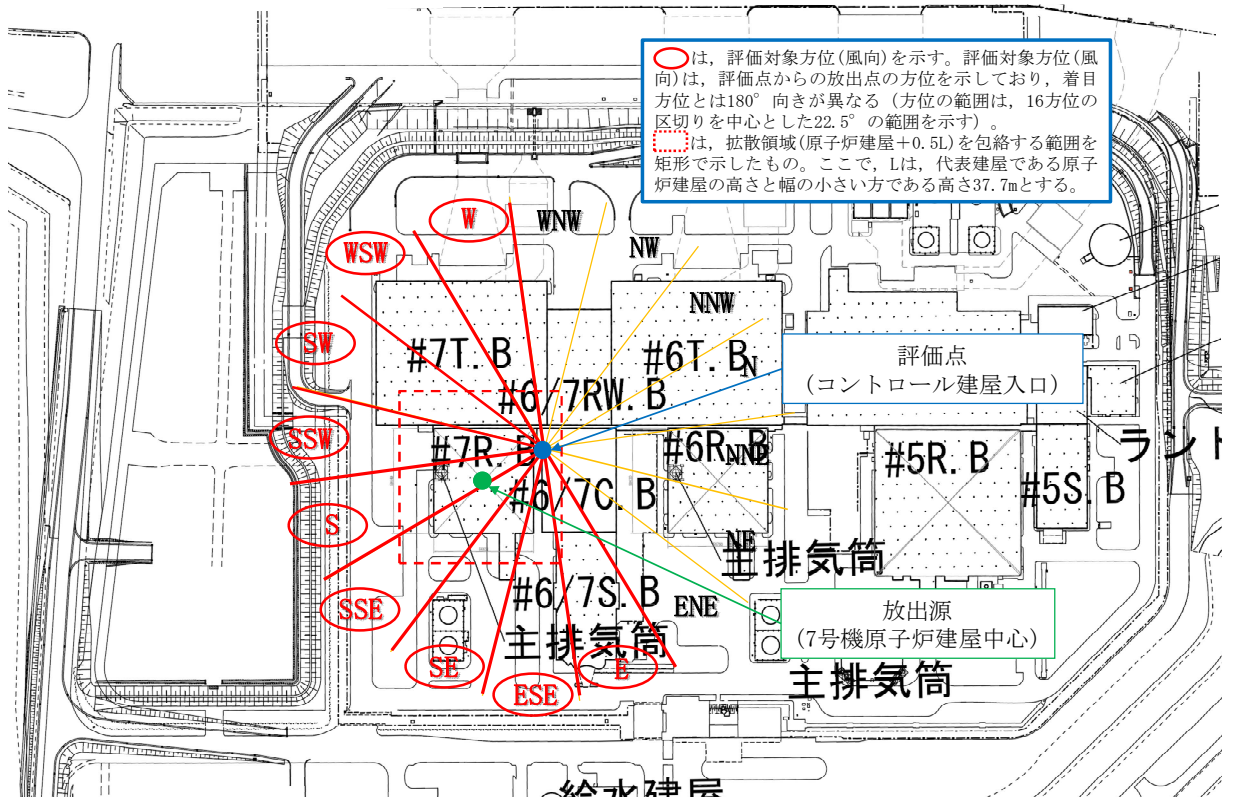 は，評価対象方位(風向)を示す。評価対象方位(風
向)は，評価点からの放出点の方位を示しており，着目
方位とは180°向きが異なる（方位の範囲は，16方位の
区切りを中心とした22.5°の範囲を示す）。
は，拡散領域(原子炉建屋＋0.5L)を包絡する範囲を
矩形で示したもの。ここで，Lは，代表建屋である原子
炉建屋の高さと幅の小さい方である高さ37.7mとする。
W
WNW
WSW
NW
NNW
SW
#7T.B
#6T.B
N
評価点
(コントロール建屋入口)
#6/7RW.B
SSW
#7R.B
#6R.B
NNE
#5R.B
ラント
#6/7C.B
#5S.B
S
NE
主排気筒
SSE
#6/7S.B
ENE
放出源
(7号機原子炉建屋中心)
主排気筒
SE
E
ESE
主排気筒
給水建屋